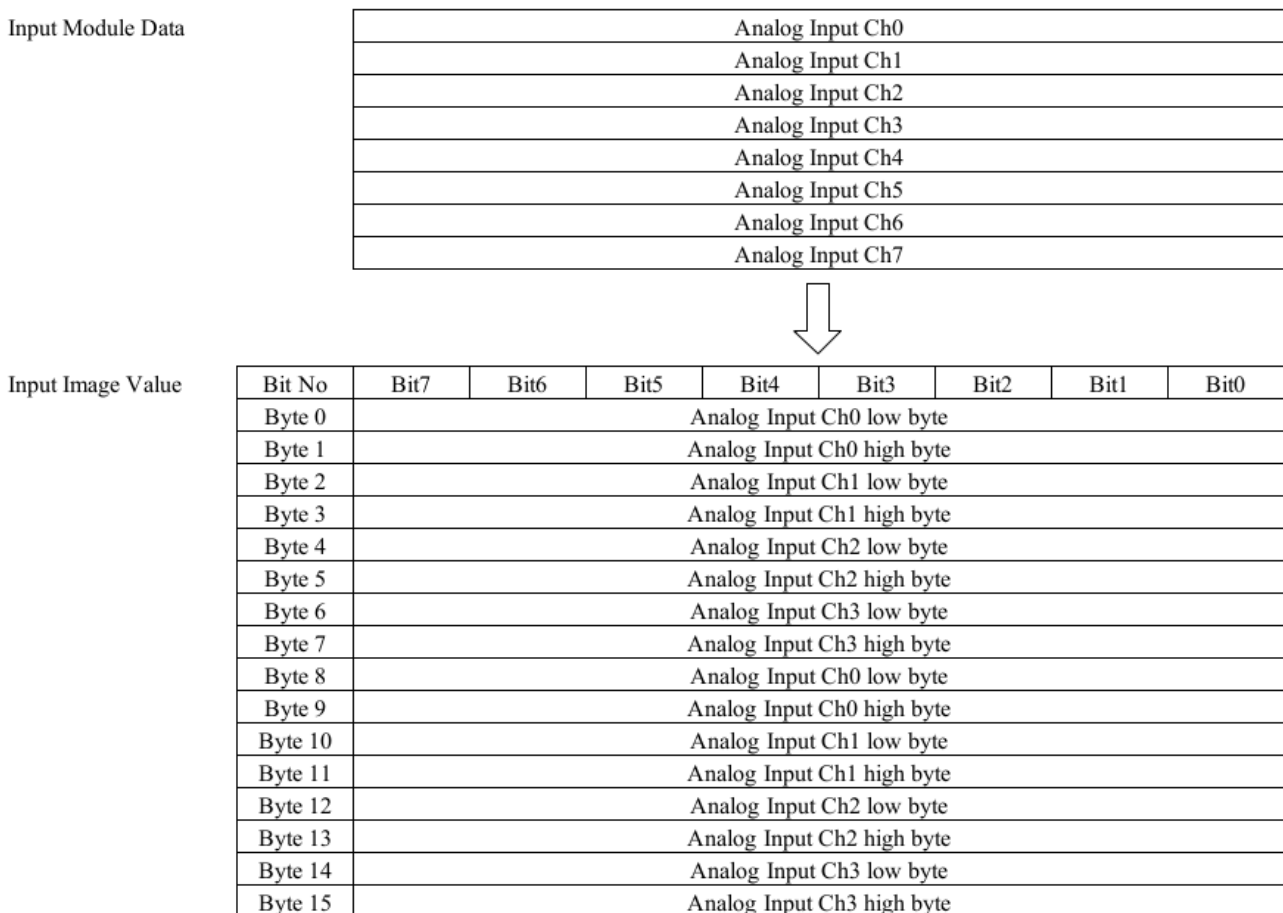 Input Module Data
Analog Input Ch0
Analog Input Ch1
Analog Input Ch2
Analog Input Ch3
Analog Input Ch4
Analog Input Ch5
Analog Input Ch6
Analog Input Ch7
Input Image Value
Bit No Bit7 Bit6 Bit5 Bit4 Bit3 Bit2 Bit1 Bit0
Byte 0 Analog Input Ch0 low byte
Byte 1 Analog Input Ch0 high byte
Byte 2 Analog Input Ch1 low byte
Byte 3 Analog Input Ch1 high byte
Byte 4 Analog Input Ch2 low byte
Byte 5 Analog Input Ch2 high byte
Byte 6 Analog Input Ch3 low byte
Byte 7 Analog Input Ch3 high byte
Byte 8 Analog Input Ch0 low byte
Byte 9 Analog Input Ch0 high byte
Byte 10 Analog Input Ch1 low byte
Byte 11 Analog Input Ch1 high byte
Byte 12 Analog Input Ch2 low byte
Byte 13 Analog Input Ch2 high byte
Byte 14 Analog Input Ch3 low byte
Byte 15 Analog Input Ch3 high byte